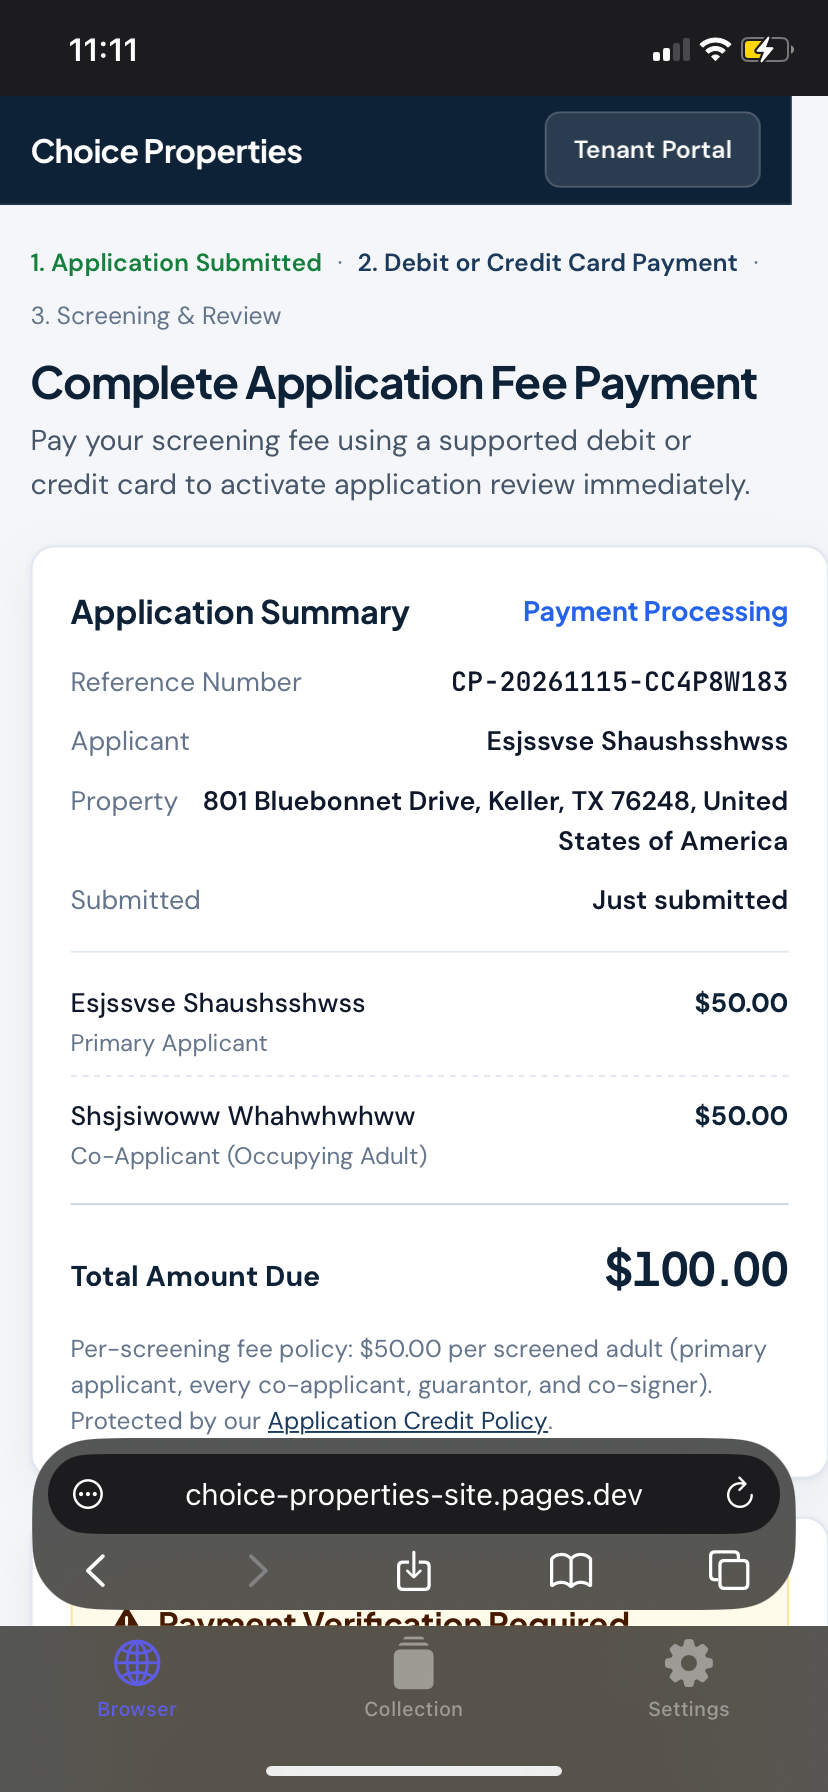 11:11
Choice Properties
Tenant Portal
1. Application Submitted · 2. Debit or Credit Card Payment ·
3. Screening & Review
Complete Application Fee Payment
Pay your screening fee using a supported debit or
credit card to activate application review immediately.
Application Summary
Payment Processing
Reference Number CP-20261115-CC4P8W183
Applicant Esjssvse Shaushsshwss
Property 801 Bluebonnet Drive, Keller, TX 76248, United
States of America
Submitted Just submitted
Esjssvse Shaushsshwss $50.00
Primary Applicant
Shsjsiwoww Whahwhwhww $50.00
Co-Applicant (Occupying Adult)
Total Amount Due $100.00
Per-screening fee policy: $50.00 per screened adult (primary
applicant, every co-applicant, guarantor, and co-signer).
Protected by our Application Credit Policy.
choice-properties-site.pages.dev
Payment Verification Required
Browser
Collection
Settings